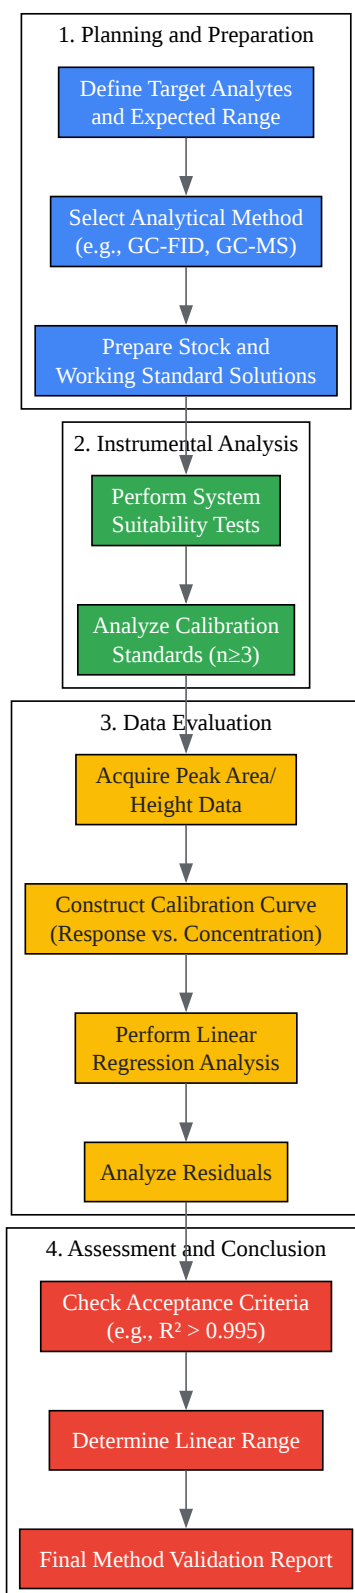 1. Planning and Preparation
Define Target Analytes
and Expected Range
Select Analytical Method
(e.g., GC-FID, GC-MS)
Prepare Stock and
Working Standard Solutions
2. Instrumental Analysis
Perform System
Suitability Tests
Analyze Calibration
Standards (n≥3)
3. Data Evaluation
Acquire Peak Area/
Height Data
Construct Calibration Curve
(Response vs. Concentration)
Perform Linear
Regression Analysis
Analyze Residuals
4. Assessment and Conclusion
Check Acceptance Criteria
(e.g., R² > 0.995)
Determine Linear Range
Final Method Validation Report